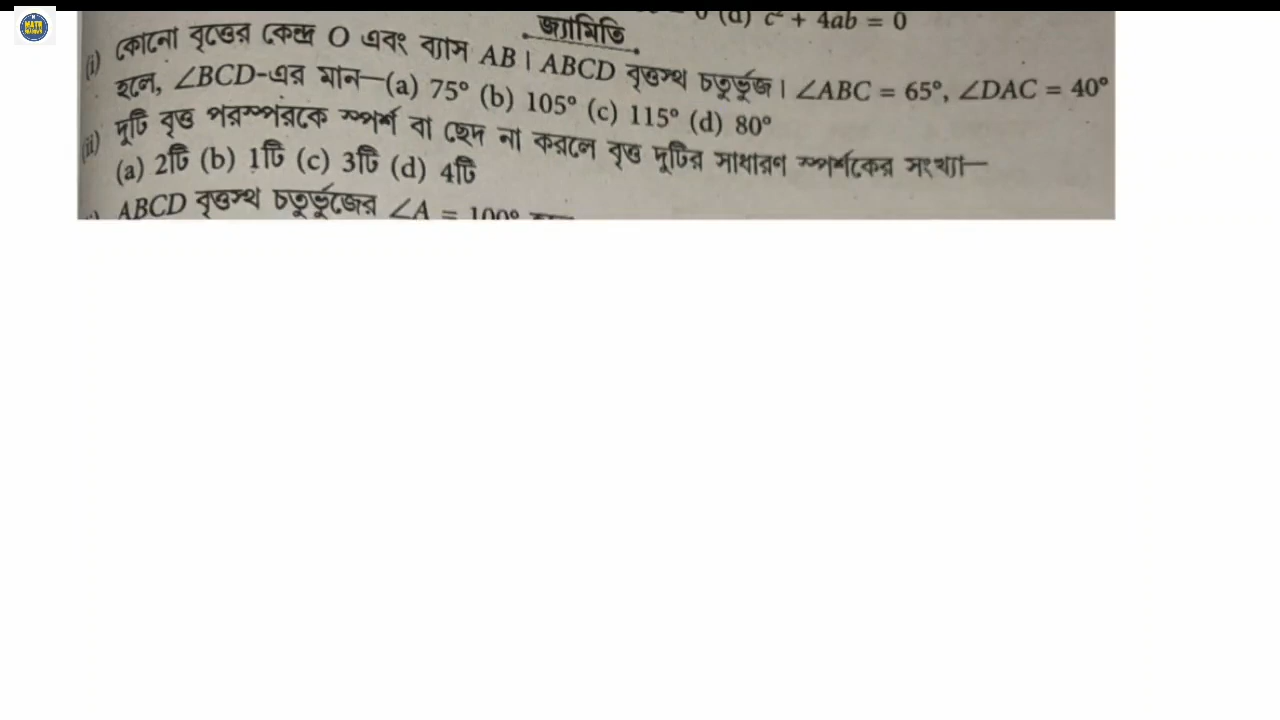 MATH
0 (d) c² + 4ab = 0
জ্যামিতি
(i) কোনো বৃত্তের কেন্দ্র O এবং ব্যাস AB। ABCD বৃত্তস্থ চতুর্ভুজ। ∠ABC = 65°, ∠DAC = 40°
হলে, ∠BCD-এর মান—(a) 75° (b) 105° (c) 115° (d) 80°
(ii) দুটি বৃত্ত পরস্পরকে স্পর্শ বা ছেদ না করলে বৃত্ত দুটির সাধারণ স্পর্শকের সংখ্যা—
(a) 2টি (b) 1টি (c) 3টি (d) 4টি
ABCD বৃত্তস্থ চতুর্ভুজের ∠A = 100°